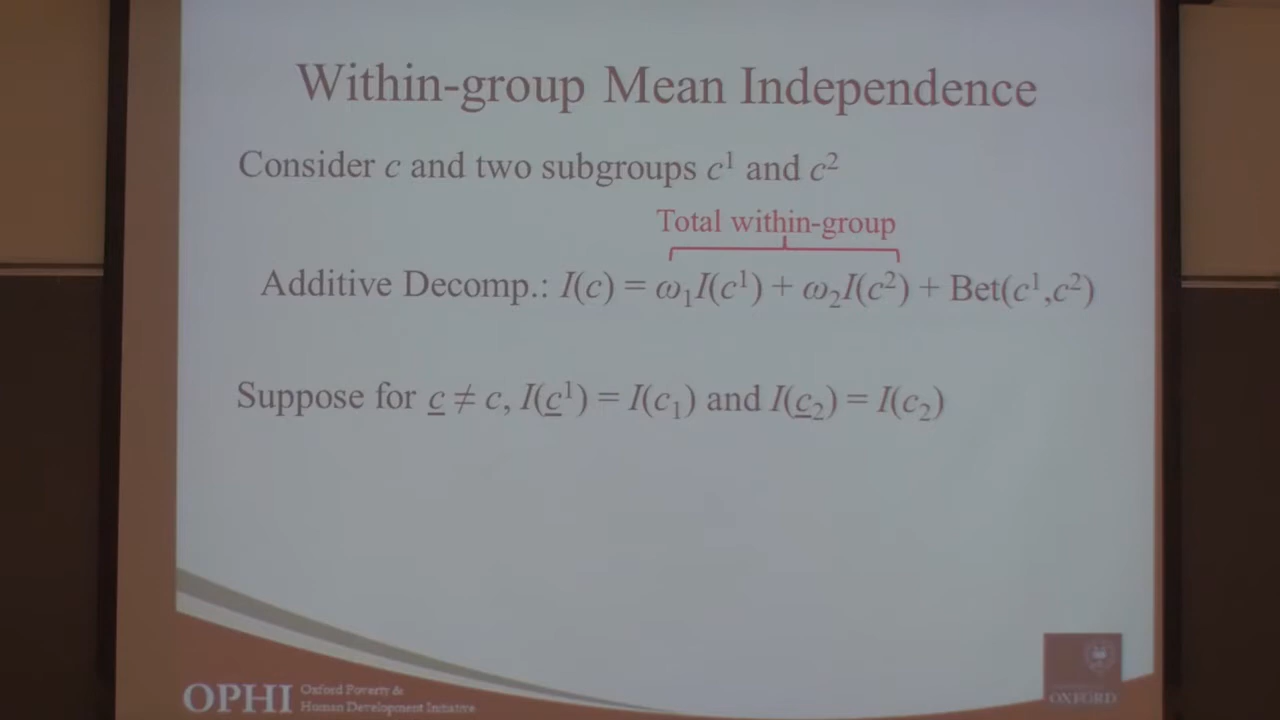 Within-group Mean Independence
Consider c and two subgroups c¹ and c²
Total within-group
Additive Decomp.: I(c) = ω₁I(c¹) + ω₂I(c²) + Bet(c¹,c²)
Suppose for c̲ ≠ c, I(c̲¹) = I(c₁) and I(c̲₂) = I(c₂)
OPHI
Oxford Poverty &
Human Development Initiative
OXFORD